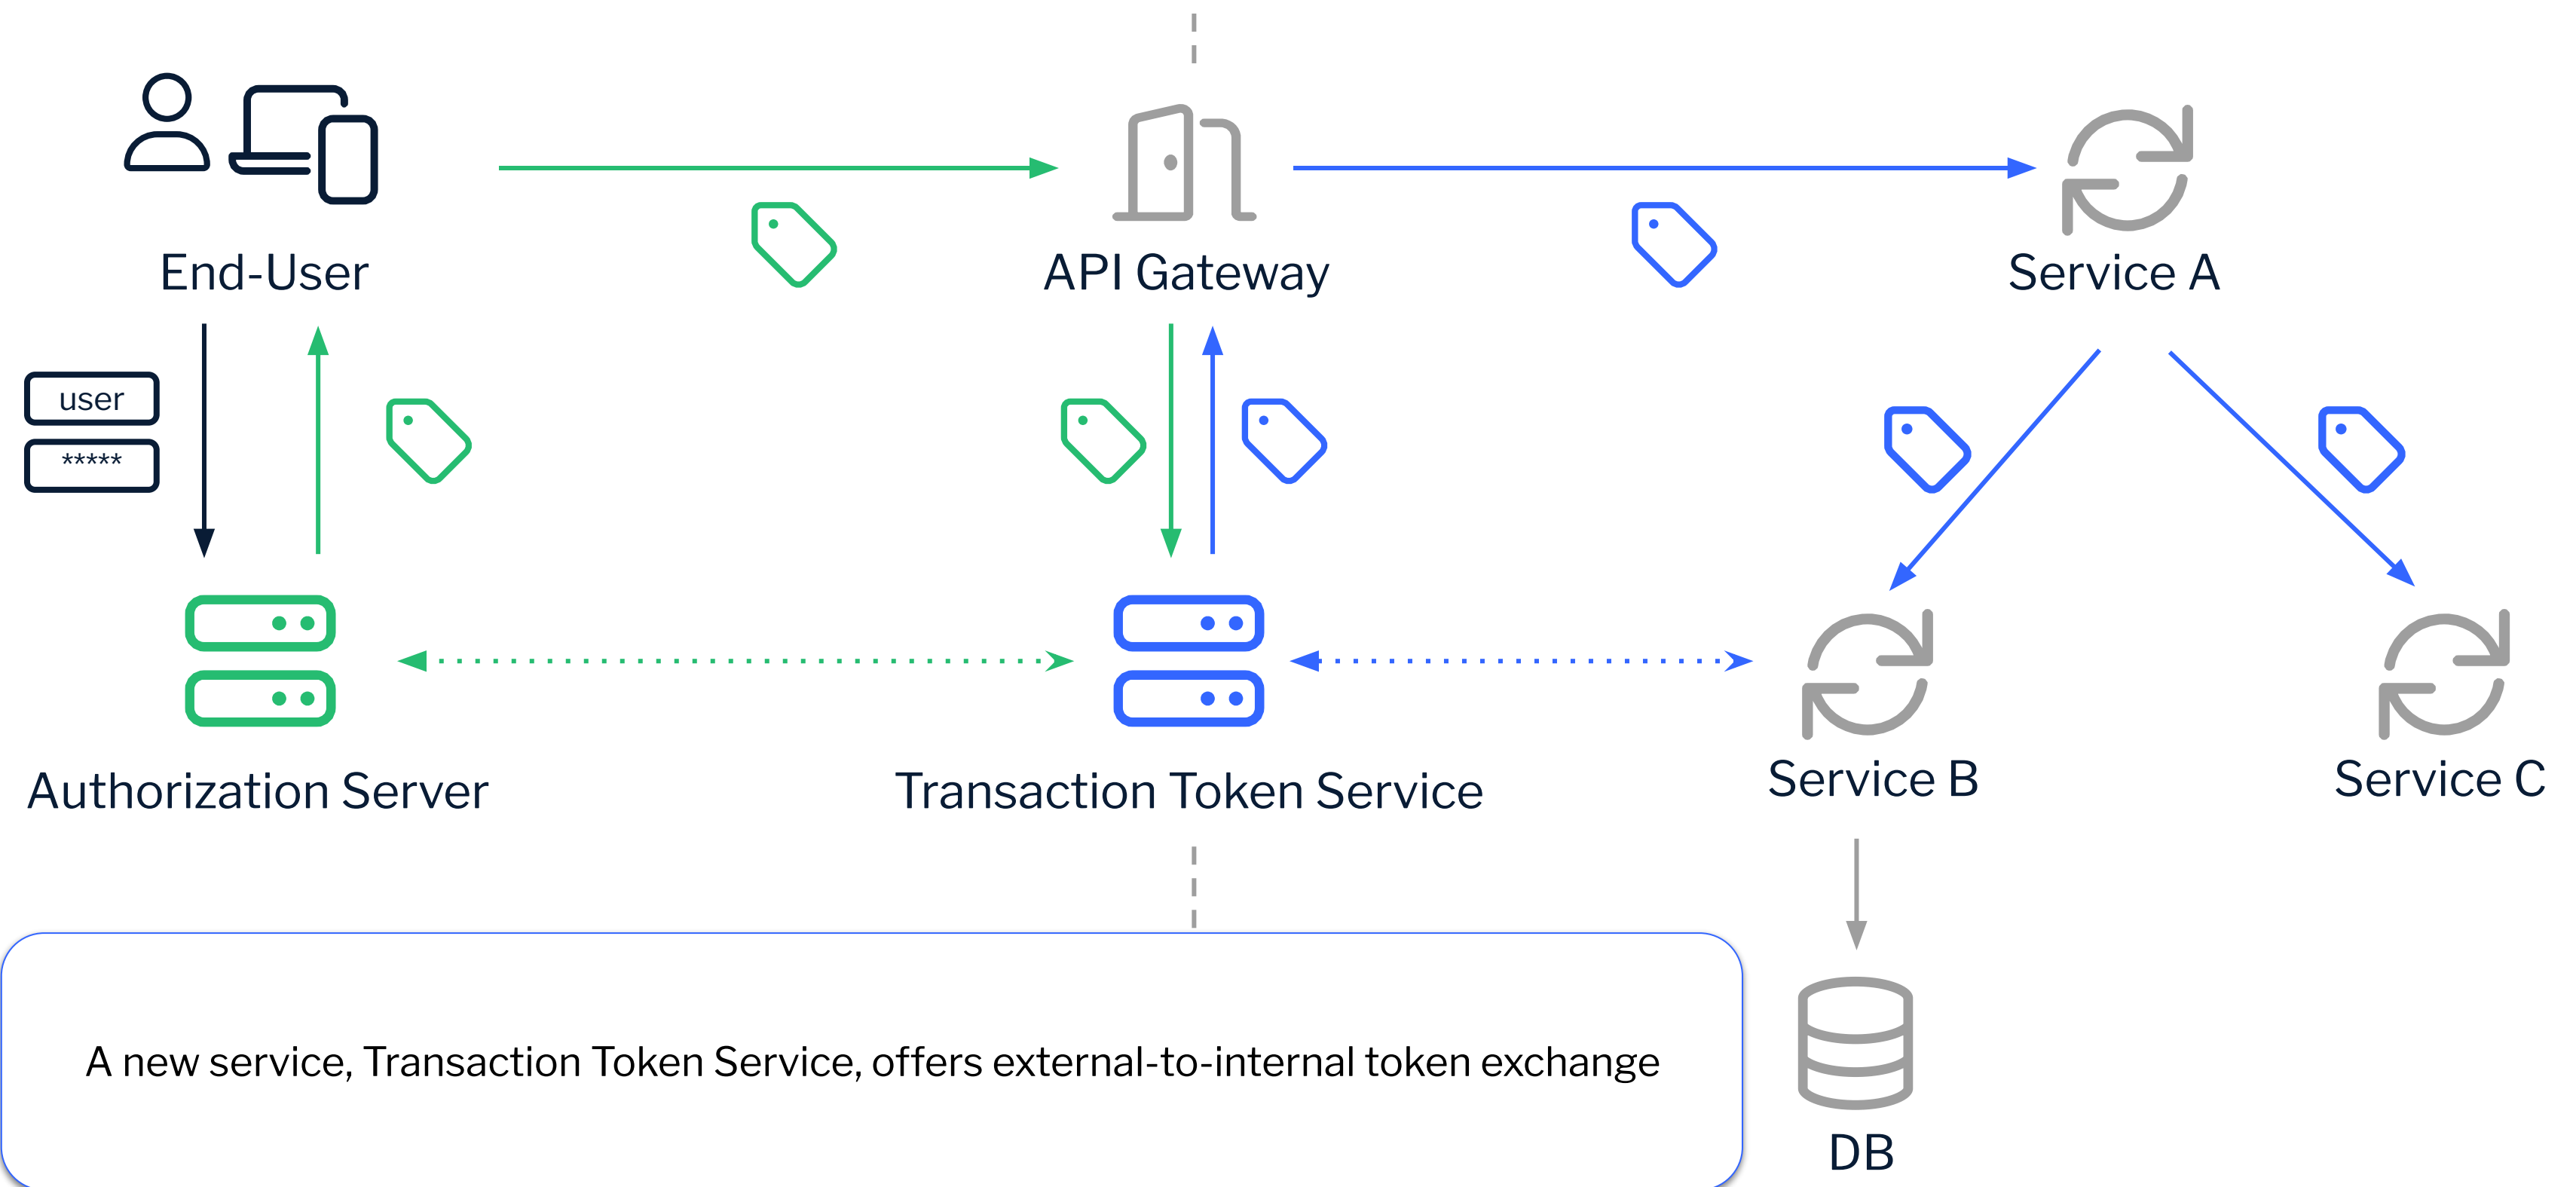 End-User
API Gateway
Service A
user
*****
Authorization Server
Transaction Token Service
Service B
Service C
A new service, Transaction Token Service, offers external-to-internal token exchange
DB